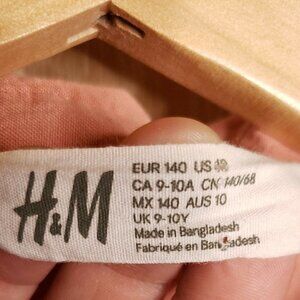 H&M
EUR 140 US 10
CA 9-10A CN 140/68
MX 140 AUS 10
UK 9-10Y
Made in Bangladesh
Fabriqué en Bangladesh